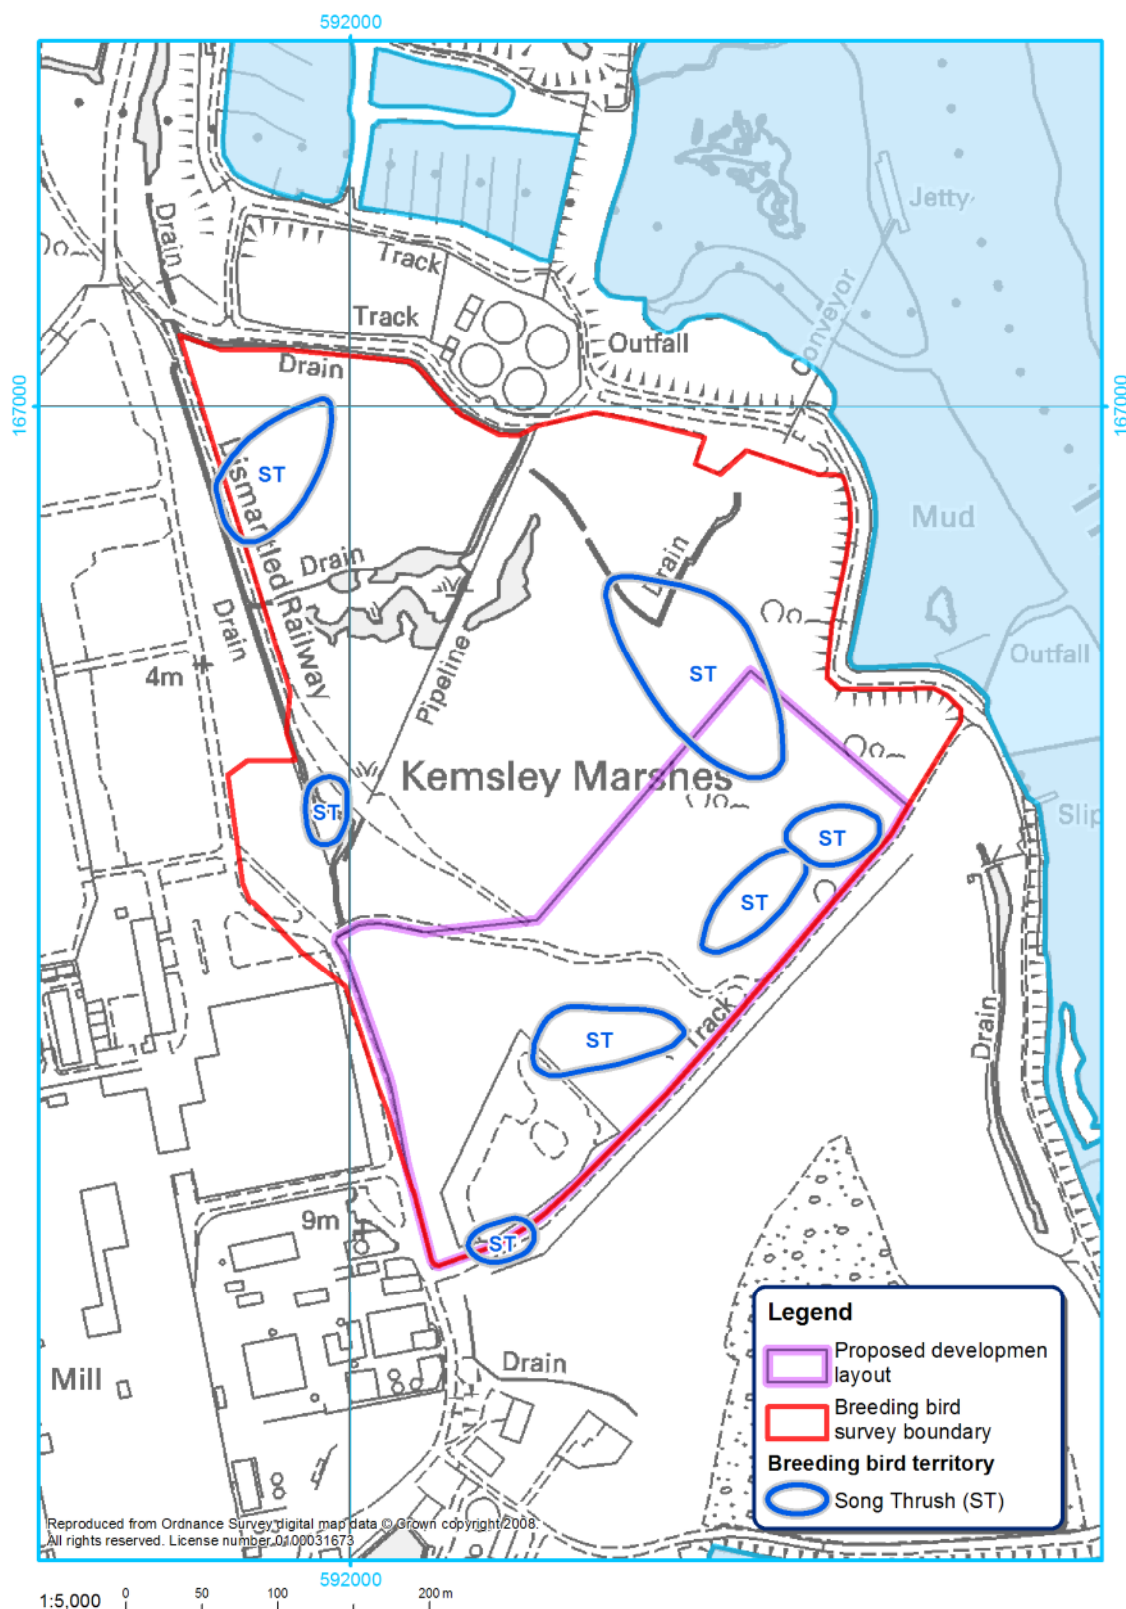 592000
Drain
Track
Track
Jetty
Conveyor
Outfall
Drain
167000
167000
ST
Dismantled Railway
Drain
Drain
Mud
Drain
4m
Pipeline
ST
Outfall
Kemsley Marshes
ST
ST
Slip
ST
Track
ST
Drain
9m
ST
Drain
Mill
Legend
Proposed developmen
layout
Breeding bird
survey boundary
Breeding bird territory
Song Thrush (ST)
Reproduced from Ordnance Survey digital map data © Crown copyright 2008.
All rights reserved. License number 0100031673
592000
1:5,000 0 50 100 200 m